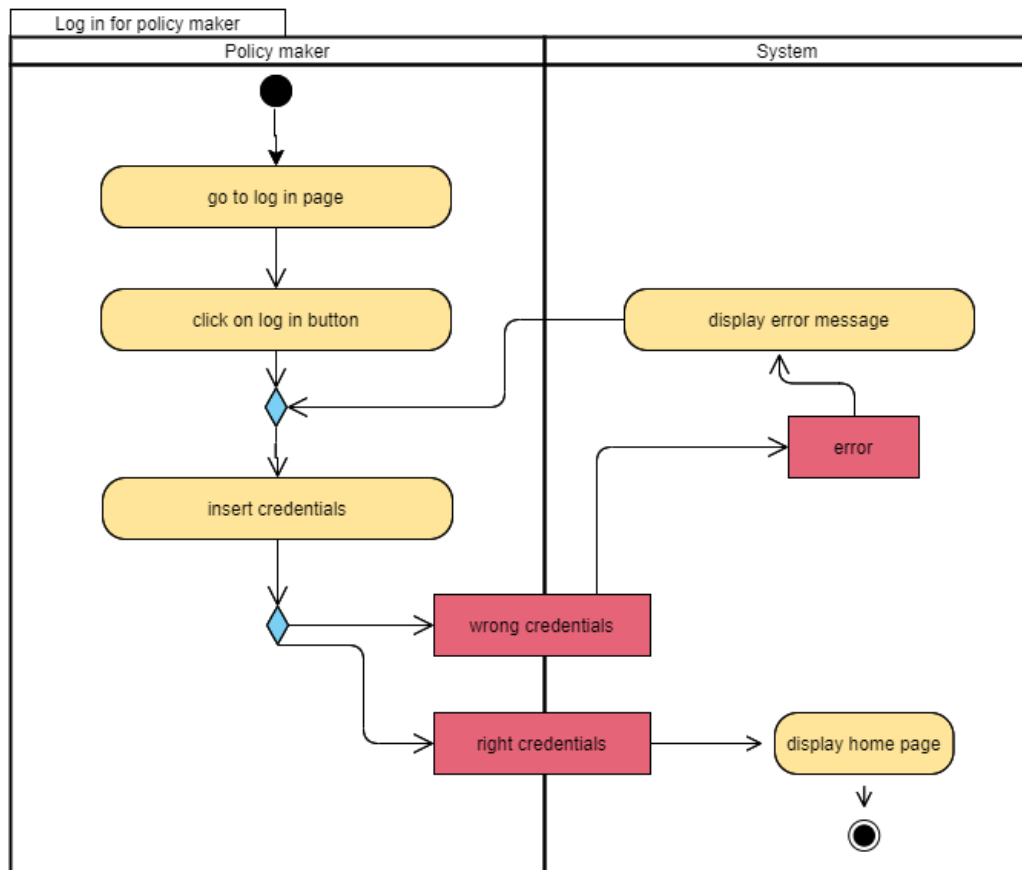 Log in for policy maker
Policy maker
System
go to log in page
click on log in button
display error message
error
insert credentials
wrong credentials
right credentials
display home page